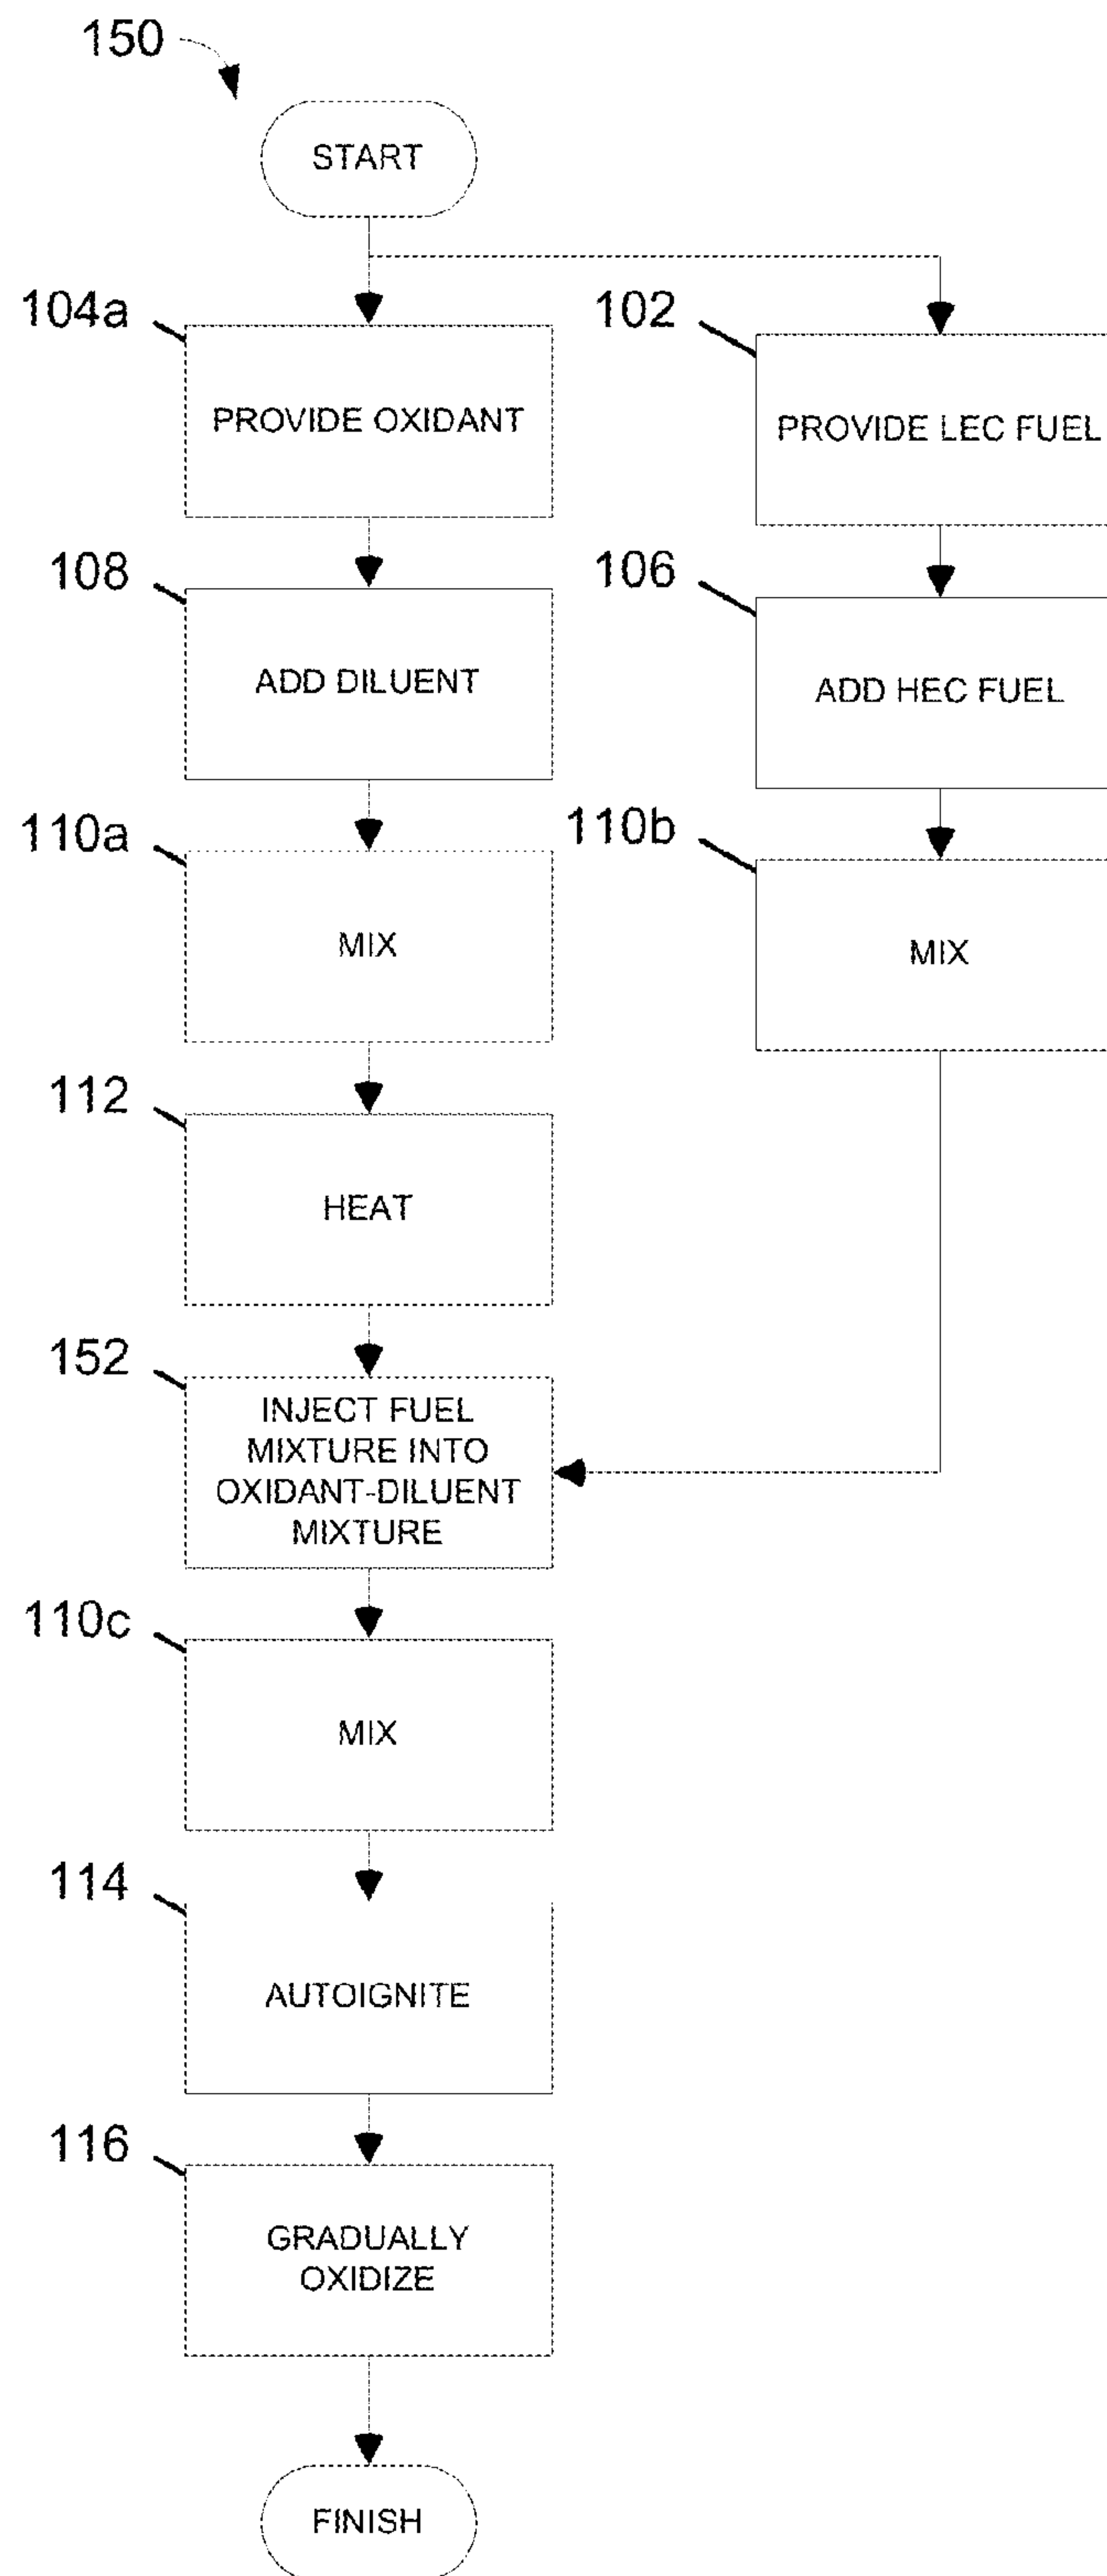 150
START
104a
PROVIDE OXIDANT
102
PROVIDE LEC FUEL
108
ADD DILUENT
106
ADD HEC FUEL
110a
MIX
110b
MIX
112
HEAT
152
INJECT FUEL
MIXTURE INTO
OXIDANT-DILUENT
MIXTURE
110c
MIX
114
AUTOIGNITE
116
GRADUALLY
OXIDIZE
FINISH